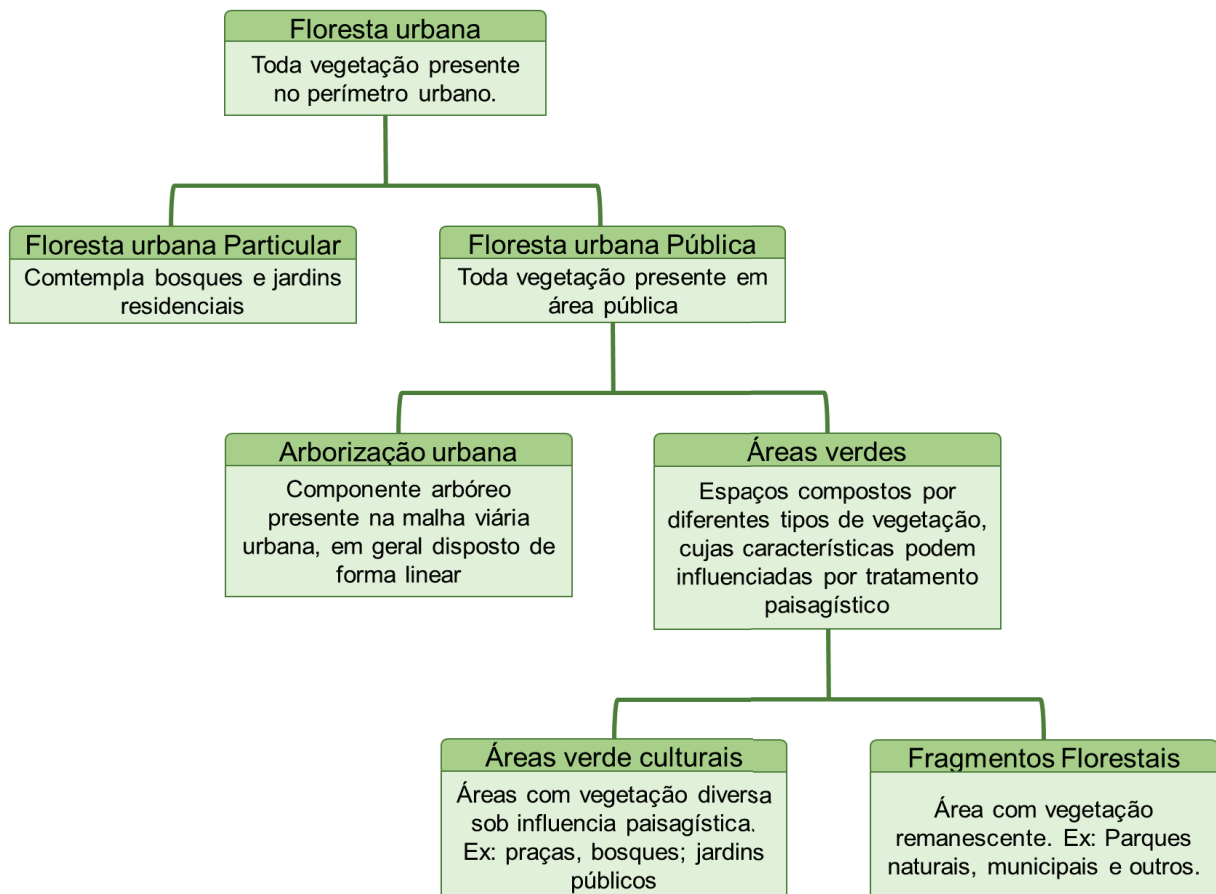 Floresta urbana
Toda vegetação presente
no perímetro urbano.
Floresta urbana Particular
Comtempla bosques e jardins
residenciais
Floresta urbana Pública
Toda vegetação presente em
área pública
Arborização urbana
Componente arbóreo
presente na malha viária
urbana, em geral disposto de
forma linear
Áreas verdes
Espaços compostos por
diferentes tipos de vegetação,
cujas características podem
influenciadas por tratamento
paisagístico
Áreas verde culturais
Áreas com vegetação diversa
sob influencia paisagística.
Ex: praças, bosques; jardins
públicos
Fragmentos Florestais
Área com vegetação
remanescente. Ex: Parques
naturais, municipais e outros.